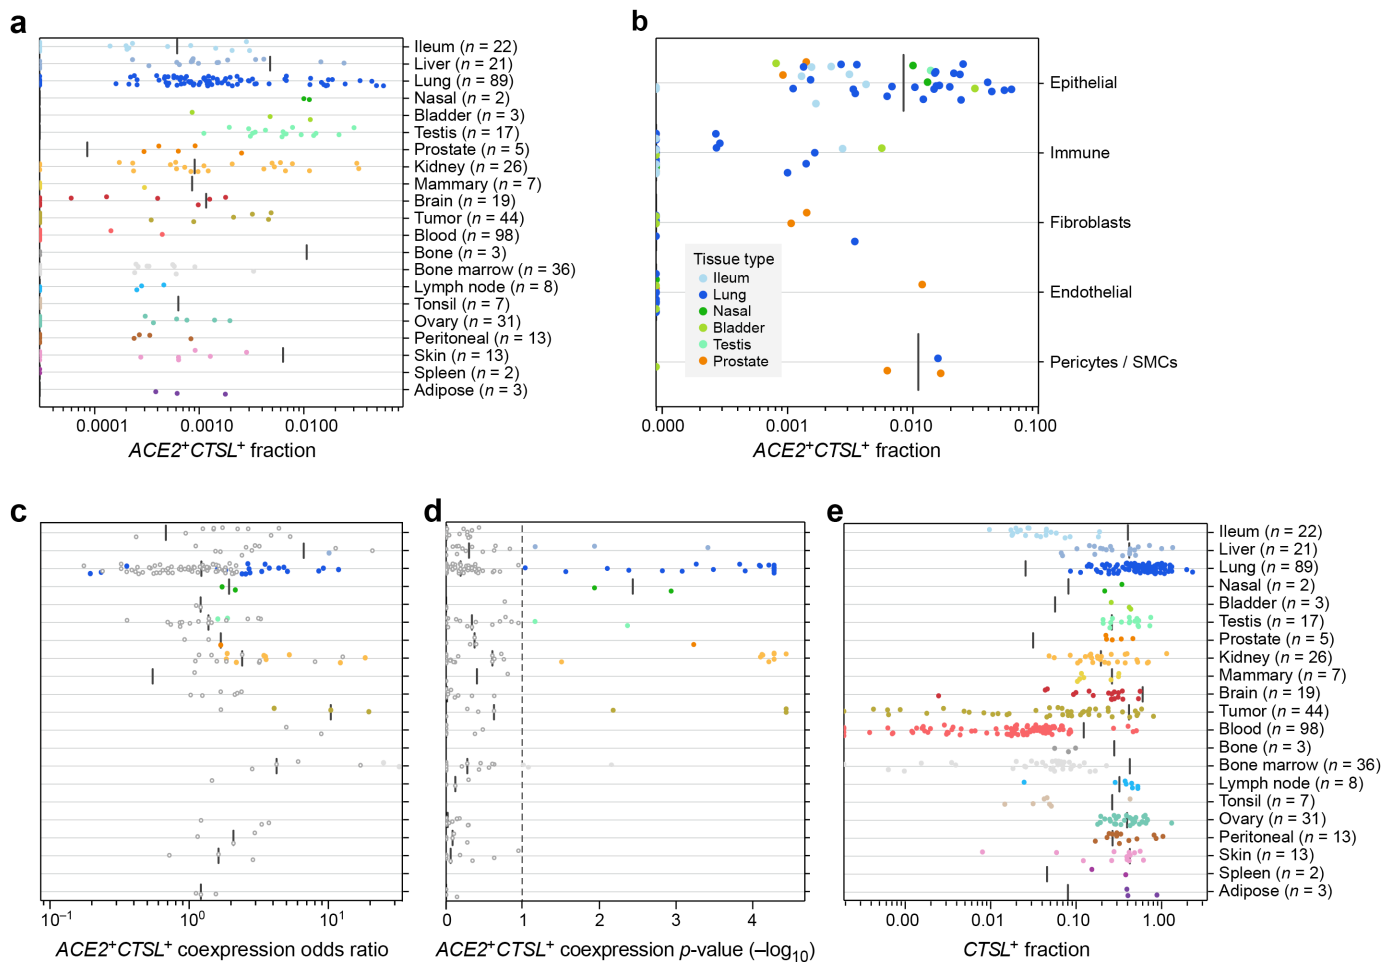 a
Ileum (n = 22)
Liver (n = 21)
Lung (n = 89)
Nasal (n = 2)
Bladder (n = 3)
Testis (n = 17)
Prostate (n = 5)
Kidney (n = 26)
Mammary (n = 7)
Brain (n = 19)
Tumor (n = 44)
Blood (n = 98)
Bone (n = 3)
Bone marrow (n = 36)
Lymph node (n = 8)
Tonsil (n = 7)
Ovary (n = 31)
Peritoneal (n = 13)
Skin (n = 13)
Spleen (n = 2)
Adipose (n = 3)
0.0001 0.0010 0.0100
ACE2⁺CTSL⁺ fraction
b
Epithelial
Immune
Fibroblasts
Endothelial
Pericytes / SMCs
Tissue type
Ileum
Lung
Nasal
Bladder
Testis
Prostate
0.000 0.001 0.010 0.100
ACE2⁺CTSL⁺ fraction
c
10⁻¹ 10⁰ 10¹
ACE2⁺CTSL⁺ coexpression odds ratio
d
0 1 2 3 4
ACE2⁺CTSL⁺ coexpression p-value (–log₁₀)
e
Ileum (n = 22)
Liver (n = 21)
Lung (n = 89)
Nasal (n = 2)
Bladder (n = 3)
Testis (n = 17)
Prostate (n = 5)
Kidney (n = 26)
Mammary (n = 7)
Brain (n = 19)
Tumor (n = 44)
Blood (n = 98)
Bone (n = 3)
Bone marrow (n = 36)
Lymph node (n = 8)
Tonsil (n = 7)
Ovary (n = 31)
Peritoneal (n = 13)
Skin (n = 13)
Spleen (n = 2)
Adipose (n = 3)
0.00 0.01 0.10 1.00
CTSL⁺ fraction